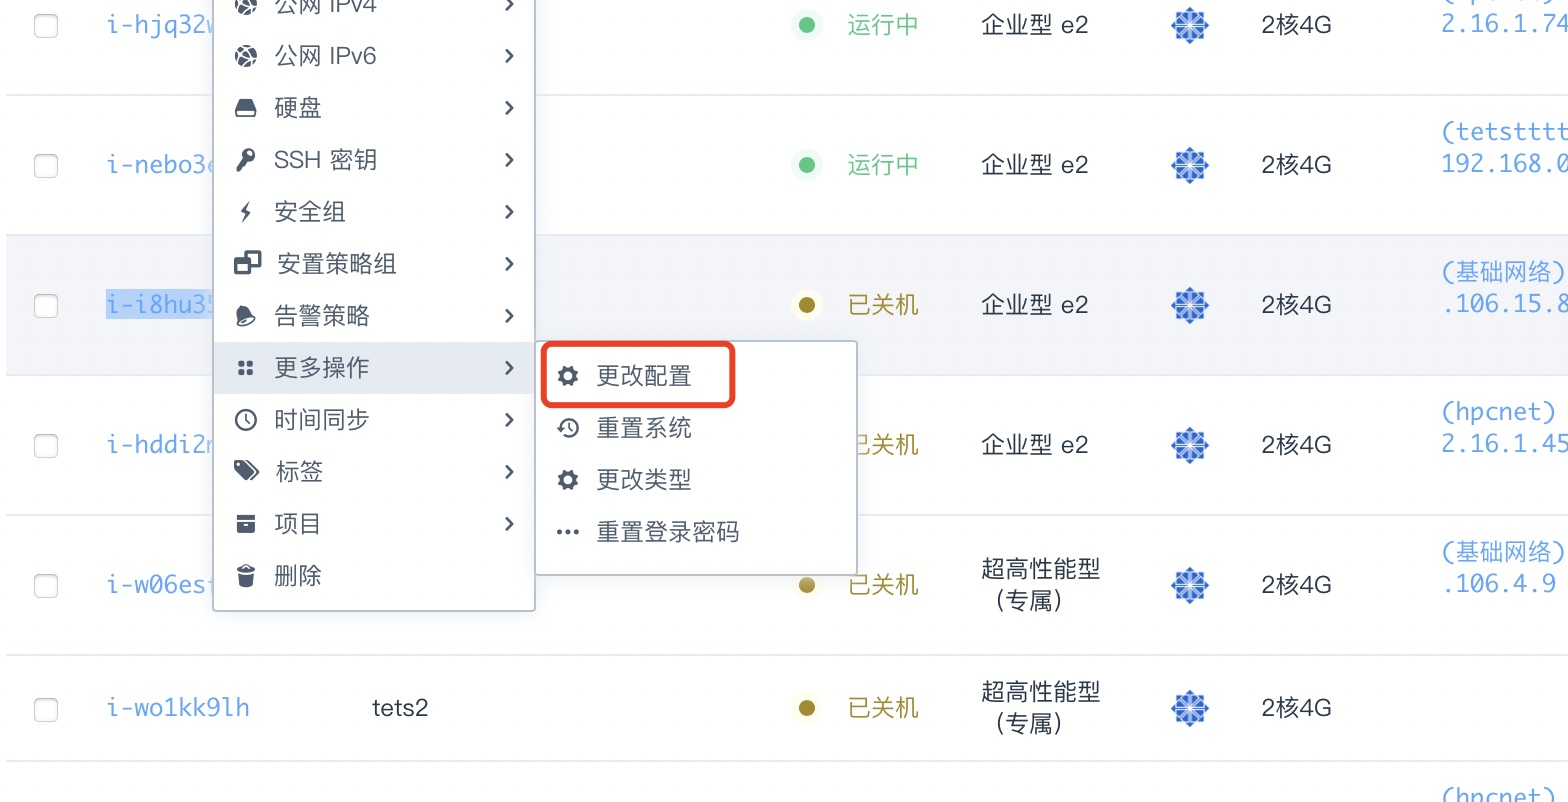 公网 IPv4
i-hjq32
运行中
企业型 e2
2核4G
2.16.1.74
公网 IPv6
硬盘
SSH 密钥
安全组
安置策略组
告警策略
更多操作
时间同步
标签
项目
删除
更改配置
重置系统
更改类型
重置登录密码
i-nebo3
运行中
企业型 e2
2核4G
(tetstttt
192.168.0
i-i8hu3
已关机
企业型 e2
2核4G
(基础网络)
.106.15.8
i-hddi2
已关机
企业型 e2
2核4G
(hpcnet)
2.16.1.45
i-w06es
已关机
超高性能型
（专属）
2核4G
(基础网络)
.106.4.9
i-wo1kk9lh
tets2
已关机
超高性能型
（专属）
2核4G
(hpcnet)